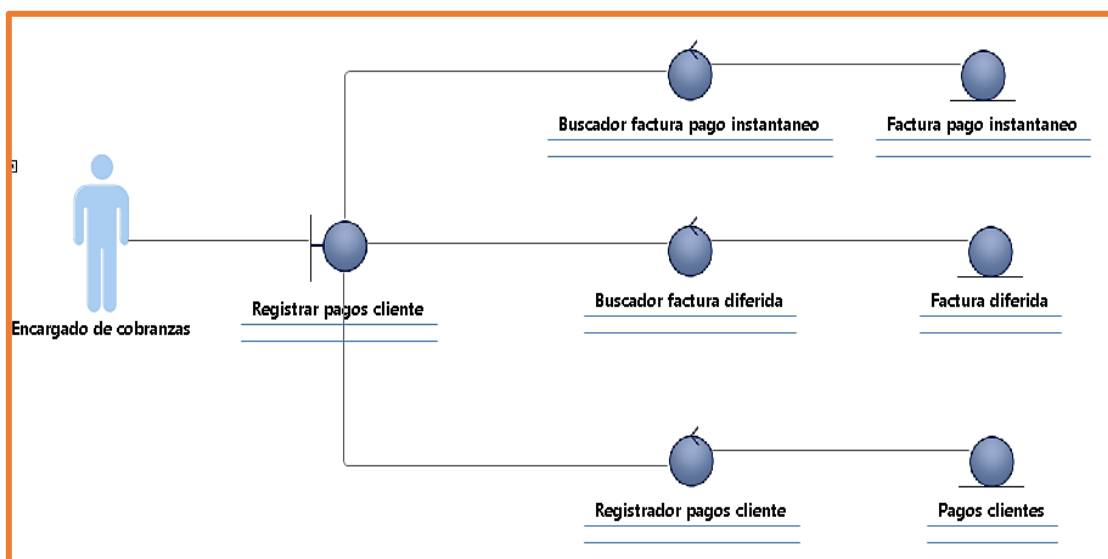 Buscador factura pago instantaneo
Factura pago instantaneo
Encargado de cobranzas
Registrar pagos cliente
Buscador factura diferida
Factura diferida
Registrador pagos cliente
Pagos clientes